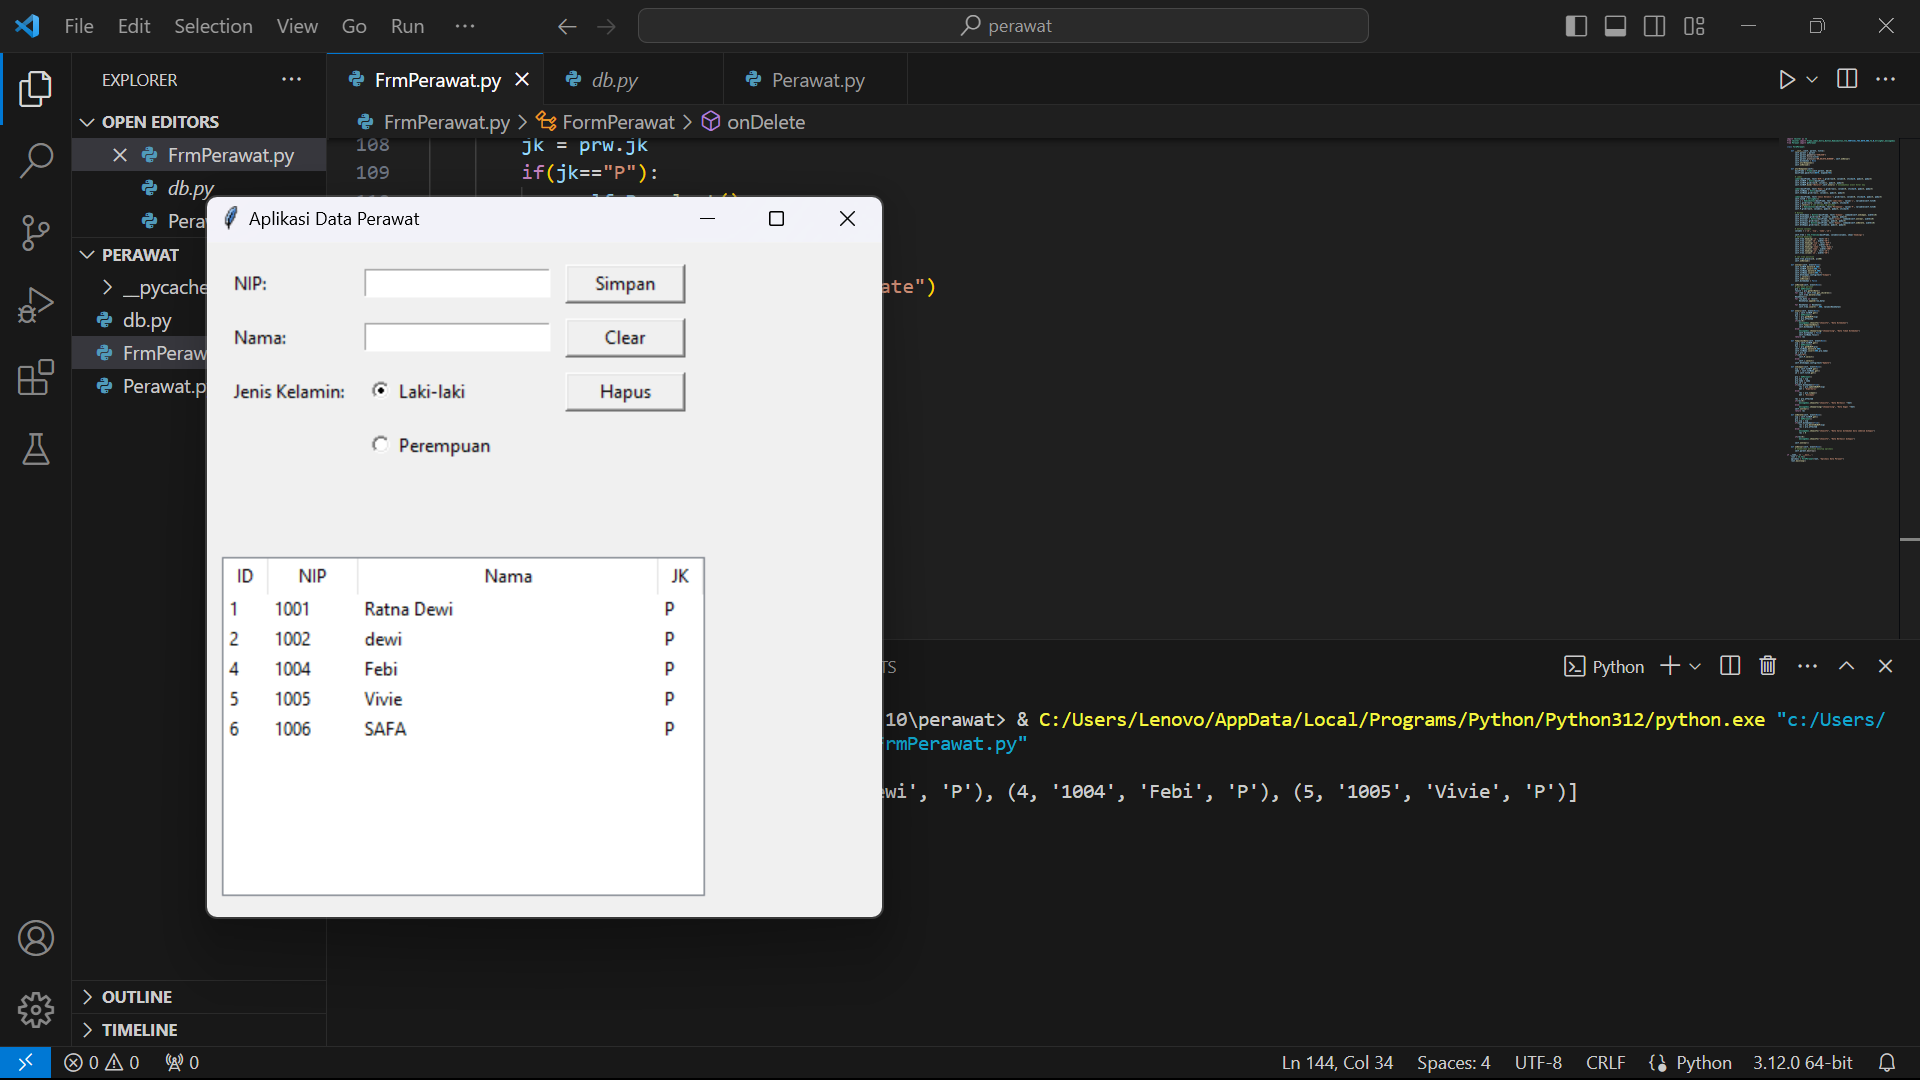 File Edit Selection View Go Run ···
perawat
EXPLORER
FrmPerawat.py
db.py
Perawat.py
OPEN EDITORS
FrmPerawat.py > FormPerawat > onDelete
FrmPerawat.py
db.py
Pera
PERAWAT
__pycache
db.py
FrmPeraw
Perawat.p
108 jk = prw.jk
109 if(jk=="P"):
ate")
Aplikasi Data Perawat
NIP:
Simpan
Nama:
Clear
Jenis Kelamin:
Laki-laki
Hapus
Perempuan
ID NIP Nama JK
1 1001 Ratna Dewi P
2 1002 dewi P
4 1004 Febi P
5 1005 Vivie P
6 1006 SAFA P
TS
Python
10\perawat> & C:/Users/Lenovo/AppData/Local/Programs/Python/Python312/python.exe "c:/Users/
FrmPerawat.py"
ewi', 'P'), (4, '1004', 'Febi', 'P'), (5, '1005', 'Vivie', 'P')]
OUTLINE
TIMELINE
0 0 0
Ln 144, Col 34 Spaces: 4 UTF-8 CRLF Python 3.12.0 64-bit